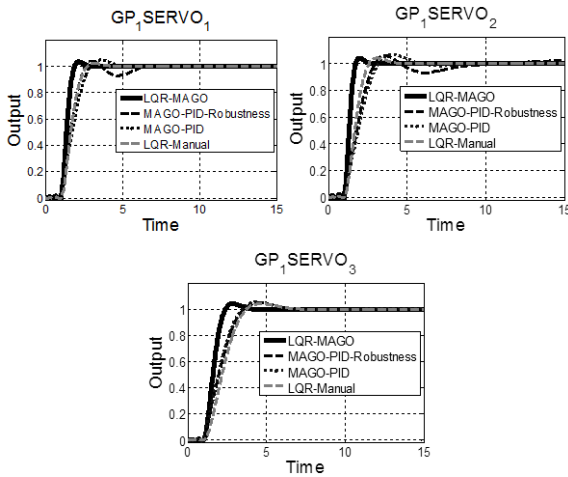 GP₁SERVO₁
Output
1
0.8
0.6
0.4
0.2
0
LQR-MAGO
MAGO-PID-Robustness
MAGO-PID
LQR-Manual
0
5
10
15
Time
GP₁SERVO₂
Output
1
0.8
0.6
0.4
0.2
0
LQR-MAGO
MAGO-PID-Robustness
MAGO-PID
LQR-Manual
0
5
10
15
Time
GP₁SERVO₃
Output
1
0.8
0.6
0.4
0.2
0
LQR-MAGO
MAGO-PID-Robustness
MAGO-PID
LQR-Manual
0
5
10
15
Time